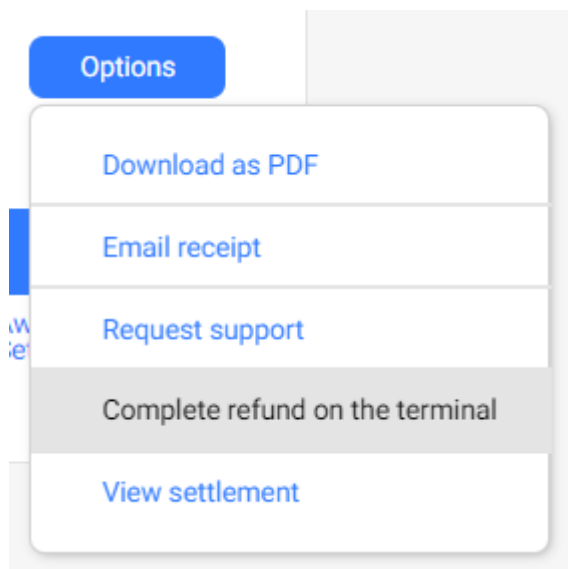 Options
Download as PDF
Email receipt
Request support
Complete refund on the terminal
View settlement